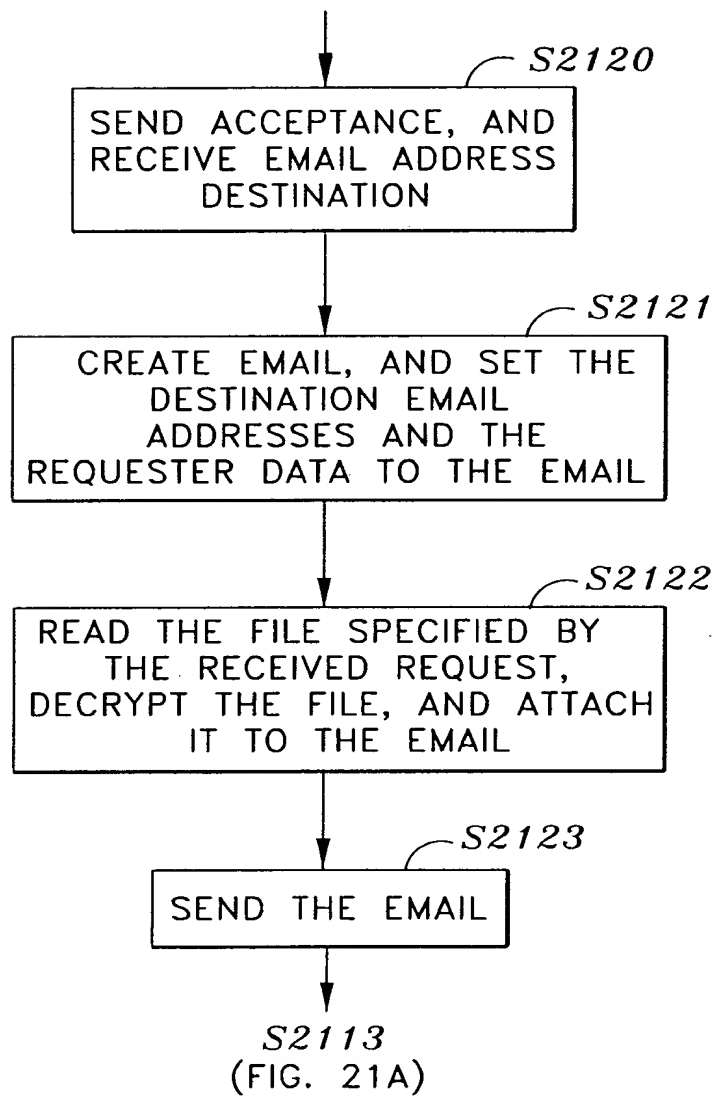 S2120
SEND ACCEPTANCE, AND
RECEIVE EMAIL ADDRESS
DESTINATION
S2121
CREATE EMAIL, AND SET THE
DESTINATION EMAIL
ADDRESSES AND THE
REQUESTER DATA TO THE EMAIL
S2122
READ THE FILE SPECIFIED BY
THE RECEIVED REQUEST,
DECRYPT THE FILE, AND ATTACH
IT TO THE EMAIL
S2123
SEND THE EMAIL
S2113
(FIG. 21A)